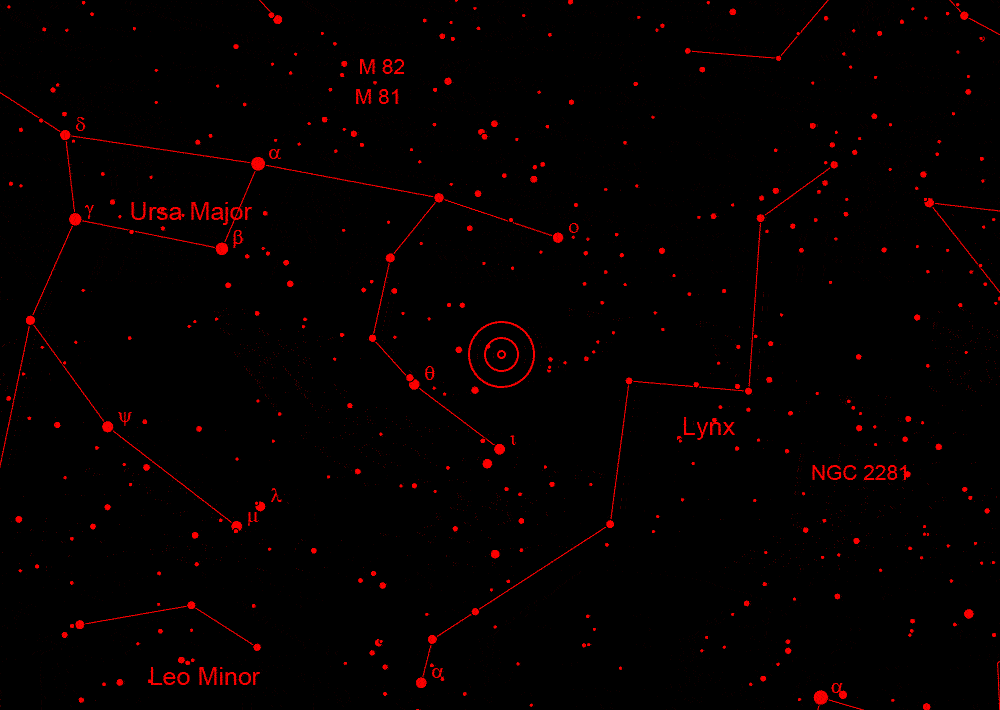 M 82
M 81
δ
α
γ
Ursa Major
β
ο
θ
ψ
ι
Lynx
NGC 2281
λ
μ
α
Leo Minor
α